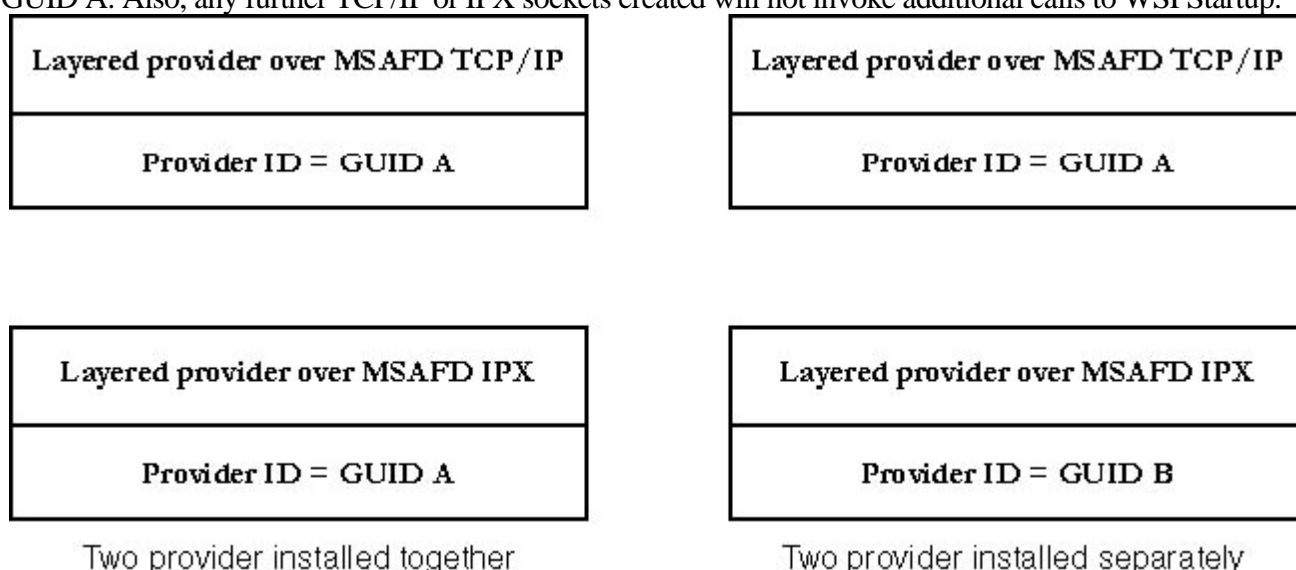 GUID A. Also, any further TCP/IP or IPX sockets created will not invoke additional calls to WSPStartup.
Layered provider over MSAFD TCP/IP
Provider ID = GUID A
Layered provider over MSAFD IPX
Provider ID = GUID A
Two provider installed together
Layered provider over MSAFD TCP/IP
Provider ID = GUID A
Layered provider over MSAFD IPX
Provider ID = GUID B
Two provider installed separately